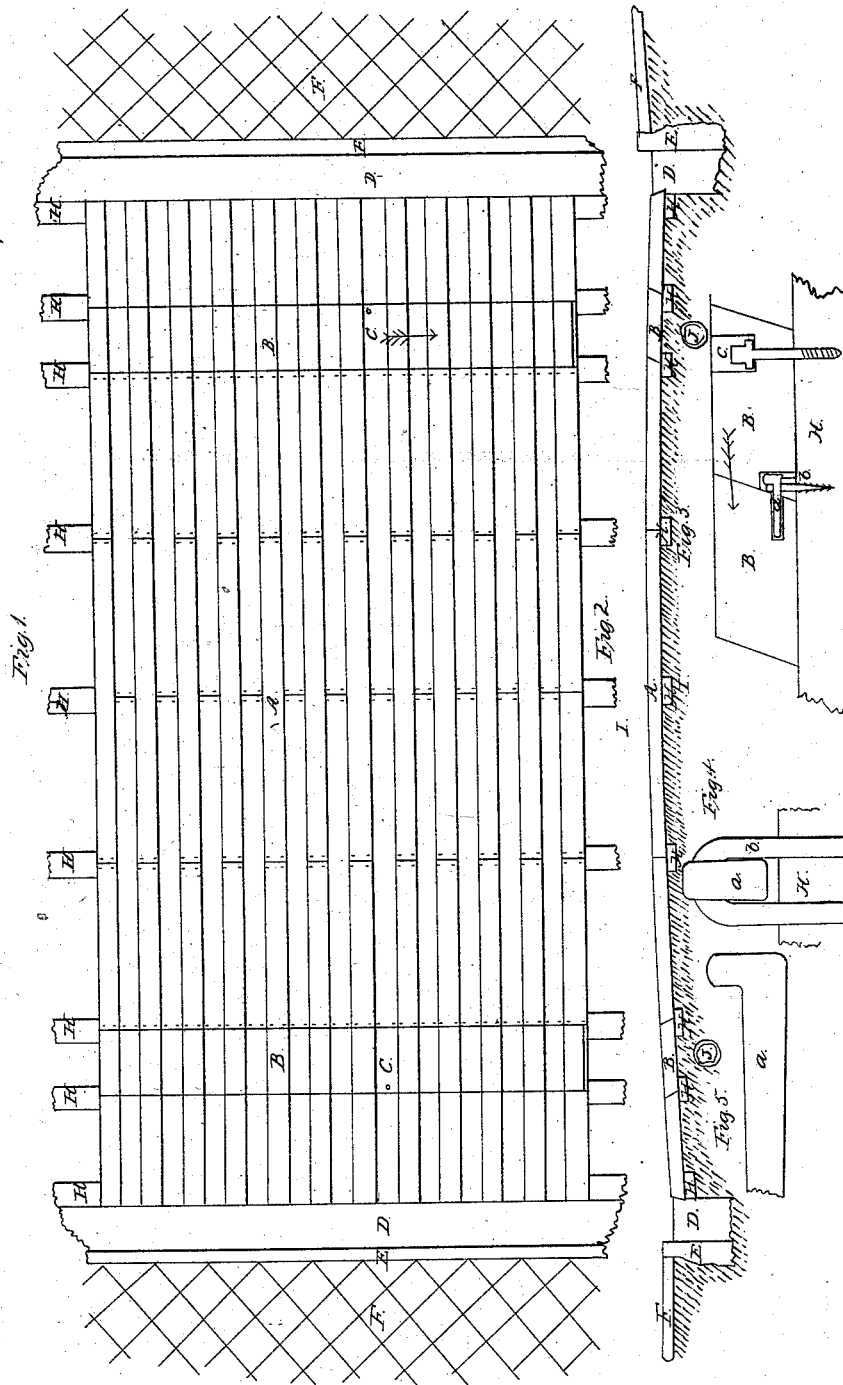 Fig. 1.
H. H. H. H. H. H. H. H. H.
F. E D. B C. A B. C D. E F.
Fig. 2.
I.
F. E D. H B H H H A. H I H H B H H D. E F
J. J.
Fig. 3.
B. B. C
a b.
H.
Fig. 4.
a. b.
H.
Fig. 5.
a.